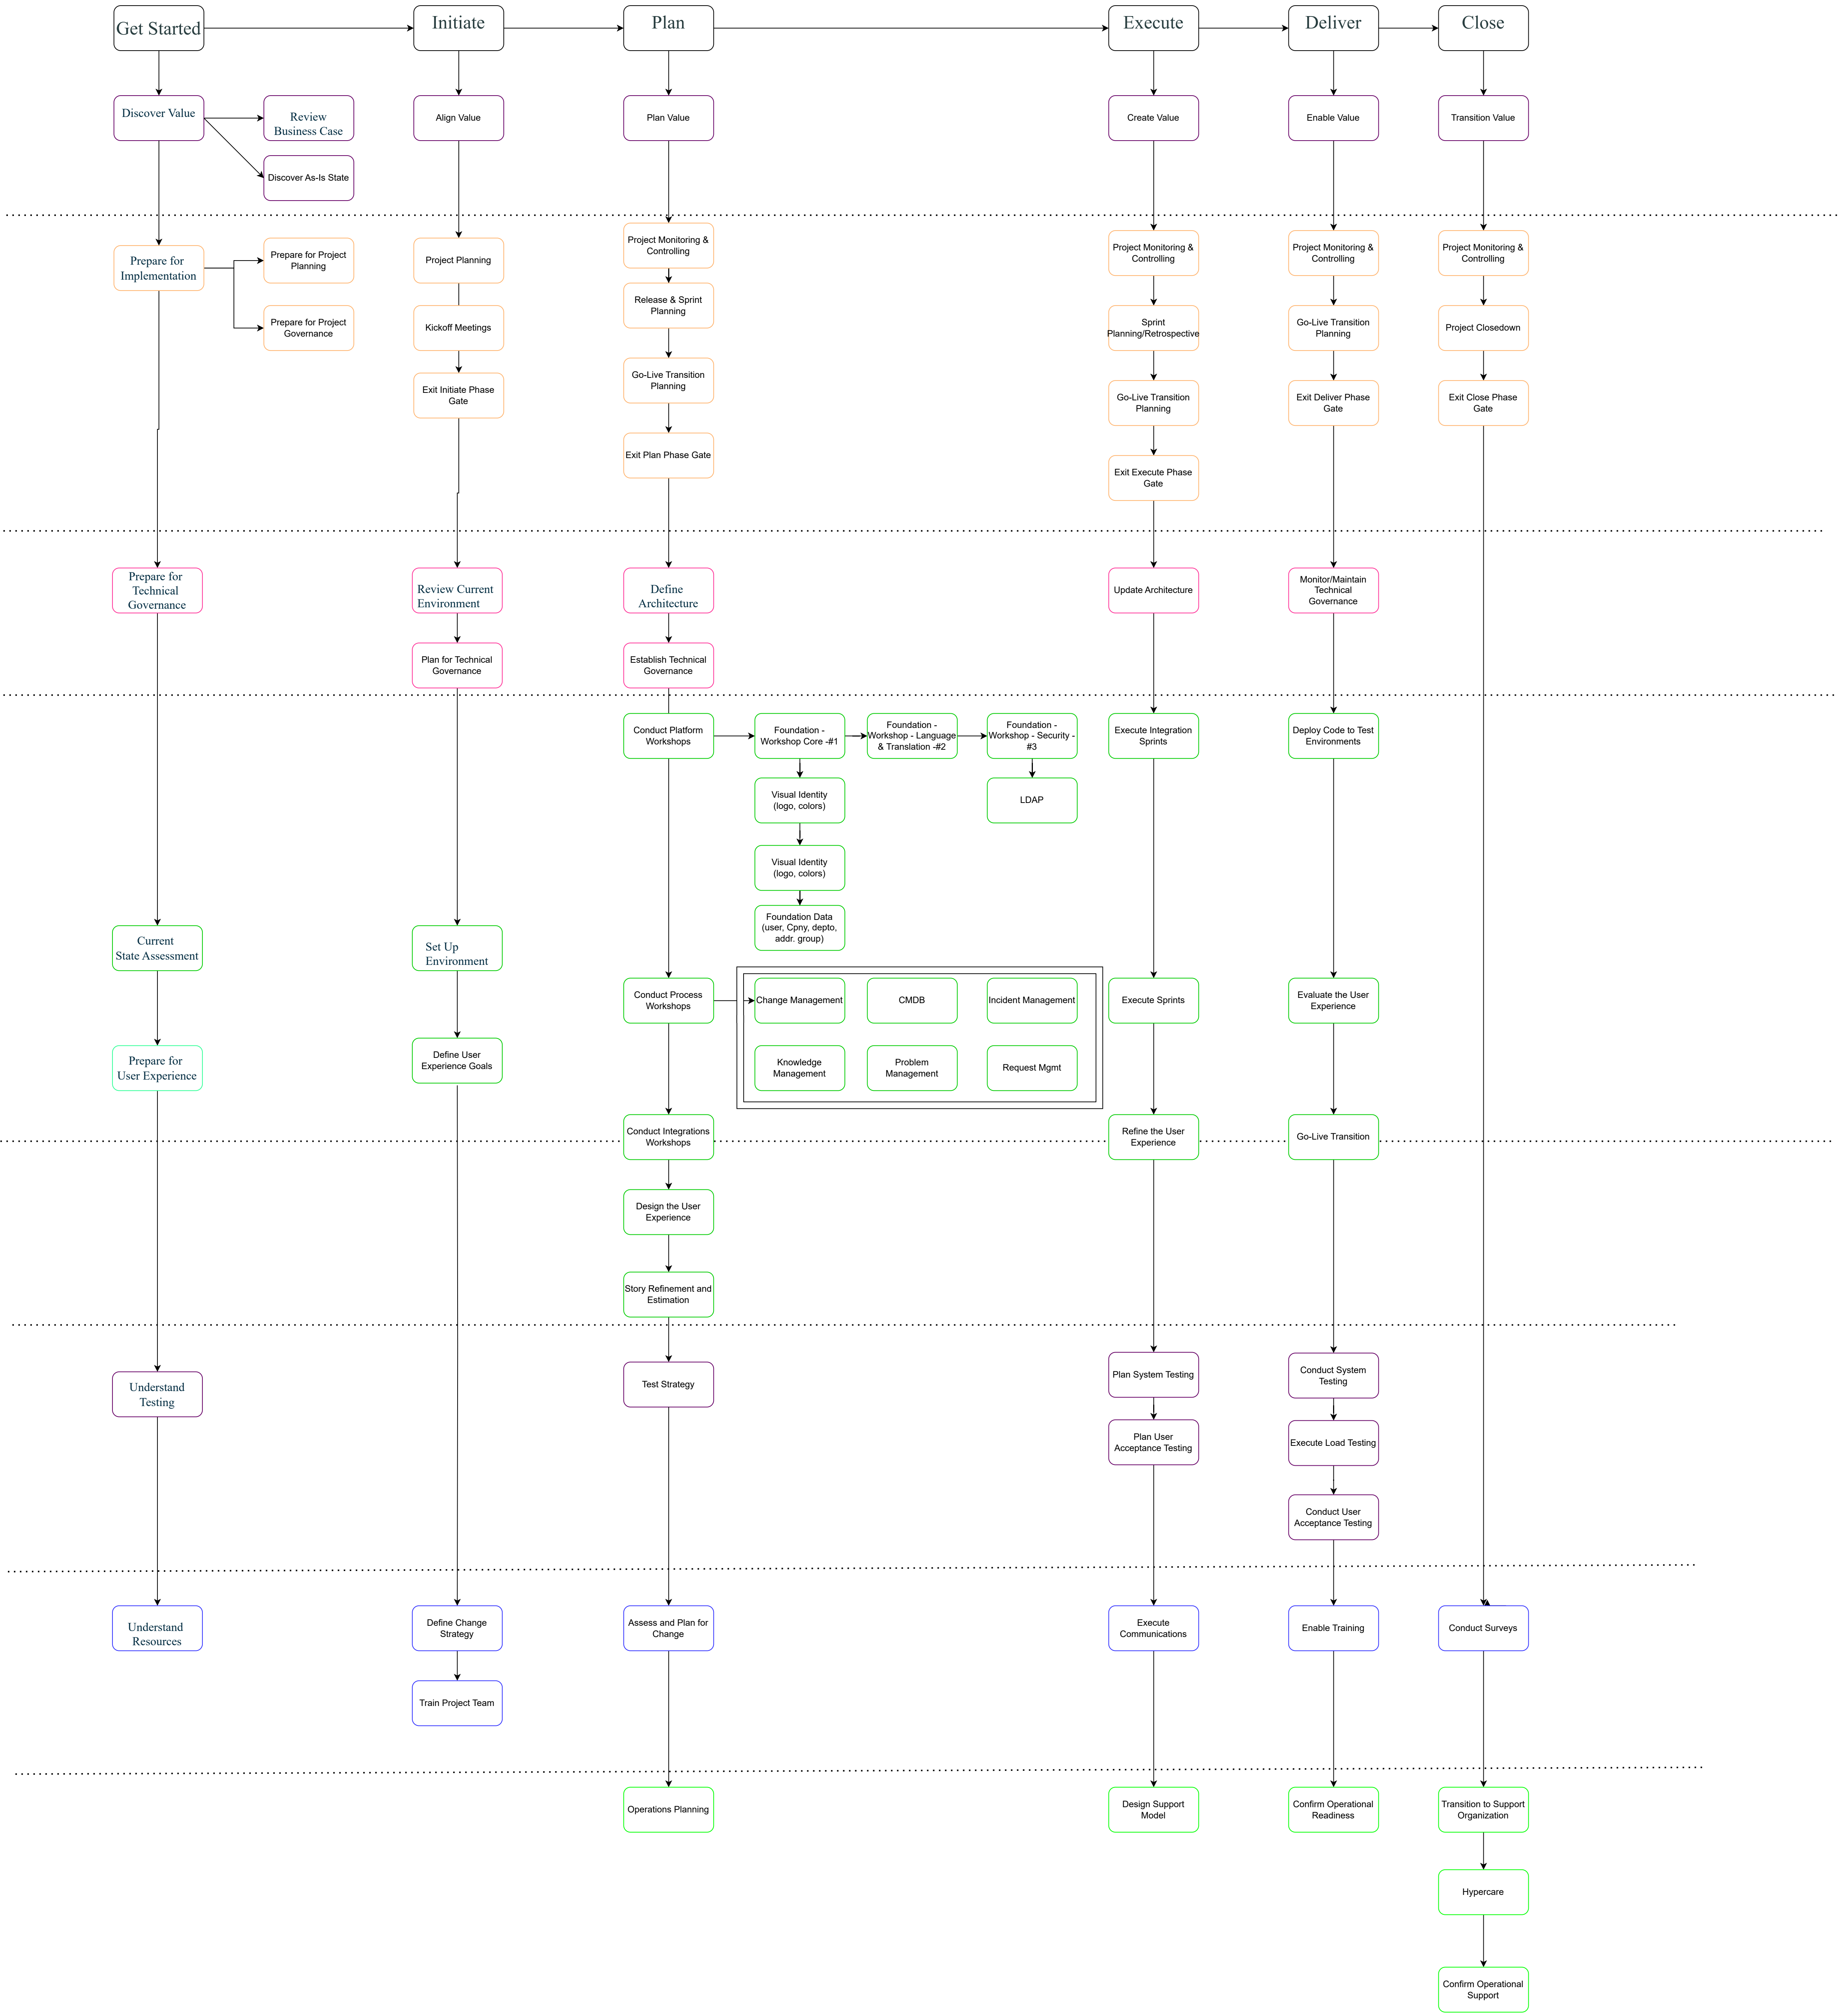 Get Started
Initiate
Plan
Execute
Deliver
Close
Discover Value
Review
Business Case
Align Value
Plan Value
Create Value
Enable Value
Transition Value
Discover As-Is State
Prepare for
Implementation
Prepare for Project
Planning
Prepare for Project
Governance
Project Planning
Kickoff Meetings
Exit Initiate Phase
Gate
Project Monitoring &
Controlling
Release & Sprint
Planning
Go-Live Transition
Planning
Exit Plan Phase Gate
Project Monitoring &
Controlling
Sprint
Planning/Retrospective
Go-Live Transition
Planning
Exit Execute Phase
Gate
Project Monitoring &
Controlling
Go-Live Transition
Planning
Exit Deliver Phase
Gate
Project Monitoring &
Controlling
Project Closedown
Exit Close Phase
Gate
Prepare for
Technical
Governance
Review Current
Environment
Plan for Technical
Governance
Define
Architecture
Establish Technical
Governance
Update Architecture
Monitor/Maintain
Technical
Governance
Conduct Platform
Workshops
Foundation -
Workshop Core -#1
Foundation -
Workshop - Language
& Translation -#2
Foundation -
Workshop - Security -
#3
Execute Integration
Sprints
Deploy Code to Test
Environments
Visual Identity
(logo, colors)
LDAP
Visual Identity
(logo, colors)
Foundation Data
(user, Cpny, depto,
addr. group)
Current
State Assessment
Set Up
Environment
Conduct Process
Workshops
Change Management
CMDB
Incident Management
Execute Sprints
Evaluate the User
Experience
Prepare for
User Experience
Define User
Experience Goals
Knowledge
Management
Problem
Management
Request Mgmt
Conduct Integrations
Workshops
Refine the User
Experience
Go-Live Transition
Design the User
Experience
Story Refinement and
Estimation
Understand
Testing
Test Strategy
Plan System Testing
Conduct System
Testing
Plan User
Acceptance Testing
Execute Load Testing
Conduct User
Acceptance Testing
Understand
Resources
Define Change
Strategy
Assess and Plan for
Change
Execute
Communications
Enable Training
Conduct Surveys
Train Project Team
Operations Planning
Design Support
Model
Confirm Operational
Readiness
Transition to Support
Organization
Hypercare
Confirm Operational
Support